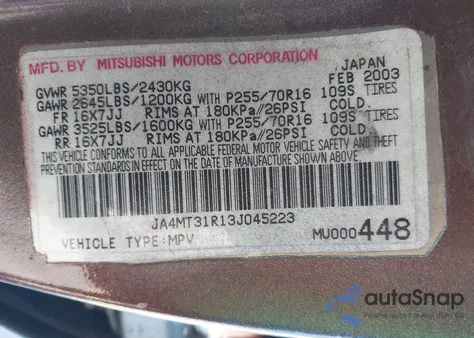 MFD. BY MITSUBISHI MOTORS CORPORATION
JAPAN
GVWR 5350LBS/2430KG FEB 2003
GAWR 2645LBS/1200KG WITH P255/70R16 109S TIRES
FR 16X7JJ RIMS AT 180KPA//26PSI COLD.
GAWR 3525LBS/1600KG WITH P255/70R16 109S TIRES
RR 16X7JJ RIMS AT 180KPA//26PSI COLD.
THIS VEHICLE CONFORMS TO ALL APPLICABLE FEDERAL MOTOR VEHICLE SAFETY AND THEFT
PREVENTION STANDARDS IN EFFECT ON THE DATE OF MANUFACTURE SHOWN ABOVE.
JA4MT31R13J045223
VEHICLE TYPE:MPV MU000448
autoSnap